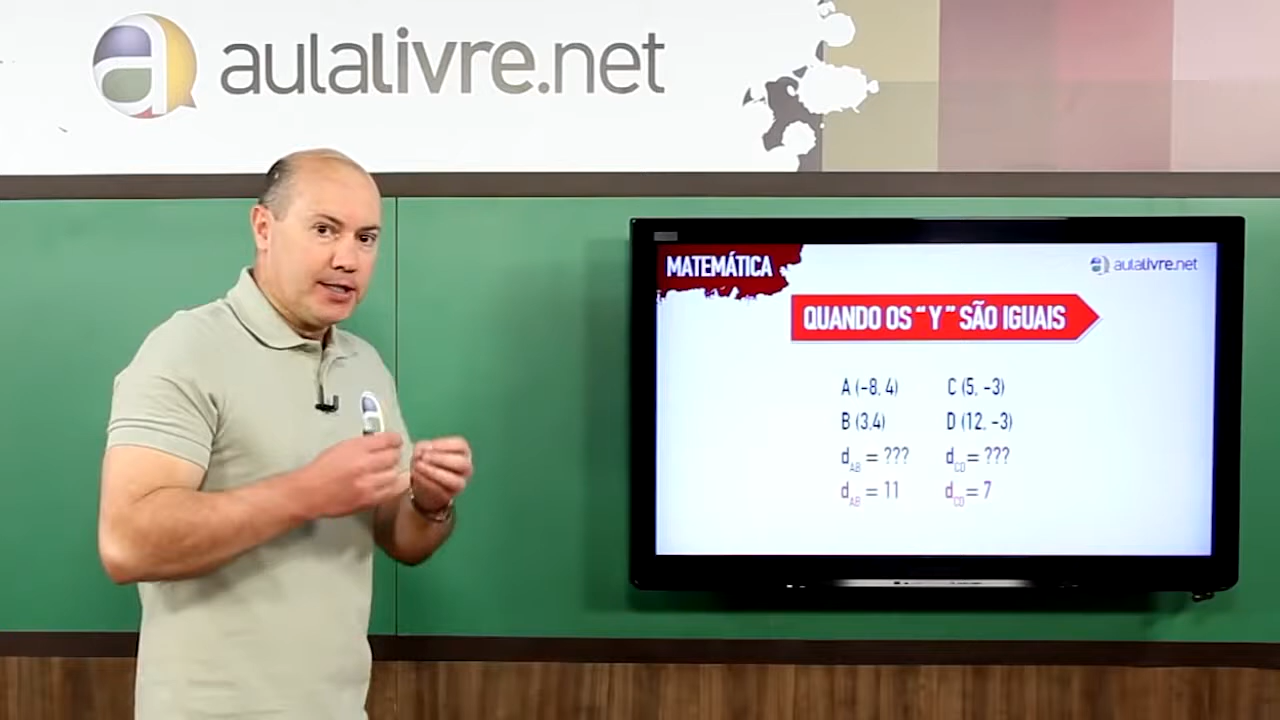 aulalivre.net
MATEMÁTICA
aulalivre.net
QUANDO OS “Y” SÃO IGUAIS
A (-8, 4) C (5, -3)
B (3,4) D (12, -3)
dAB = ??? dCD = ???
dAB = 11 dCD = 7